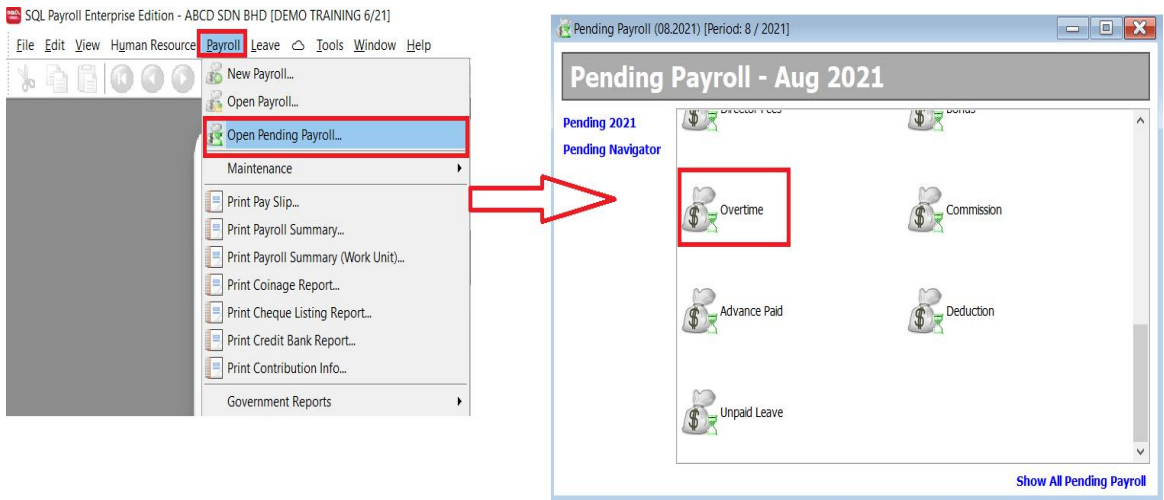 SQL Payroll Enterprise Edition - ABCD SDN BHD [DEMO TRAINING 6/21]
File Edit View Human Resource Payroll Leave Tools Window Help
New Payroll...
Open Payroll...
Open Pending Payroll...
Maintenance
Print Pay Slip...
Print Payroll Summary...
Print Payroll Summary (Work Unit)...
Print Coinage Report...
Print Cheque Listing Report...
Print Credit Bank Report...
Print Contribution Info...
Government Reports
Pending Payroll (08.2021) [Period: 8 / 2021]
Pending Payroll - Aug 2021
Pending 2021
Pending Navigator
Director Fees
Bonus
Overtime
Commission
Advance Paid
Deduction
Unpaid Leave
Show All Pending Payroll